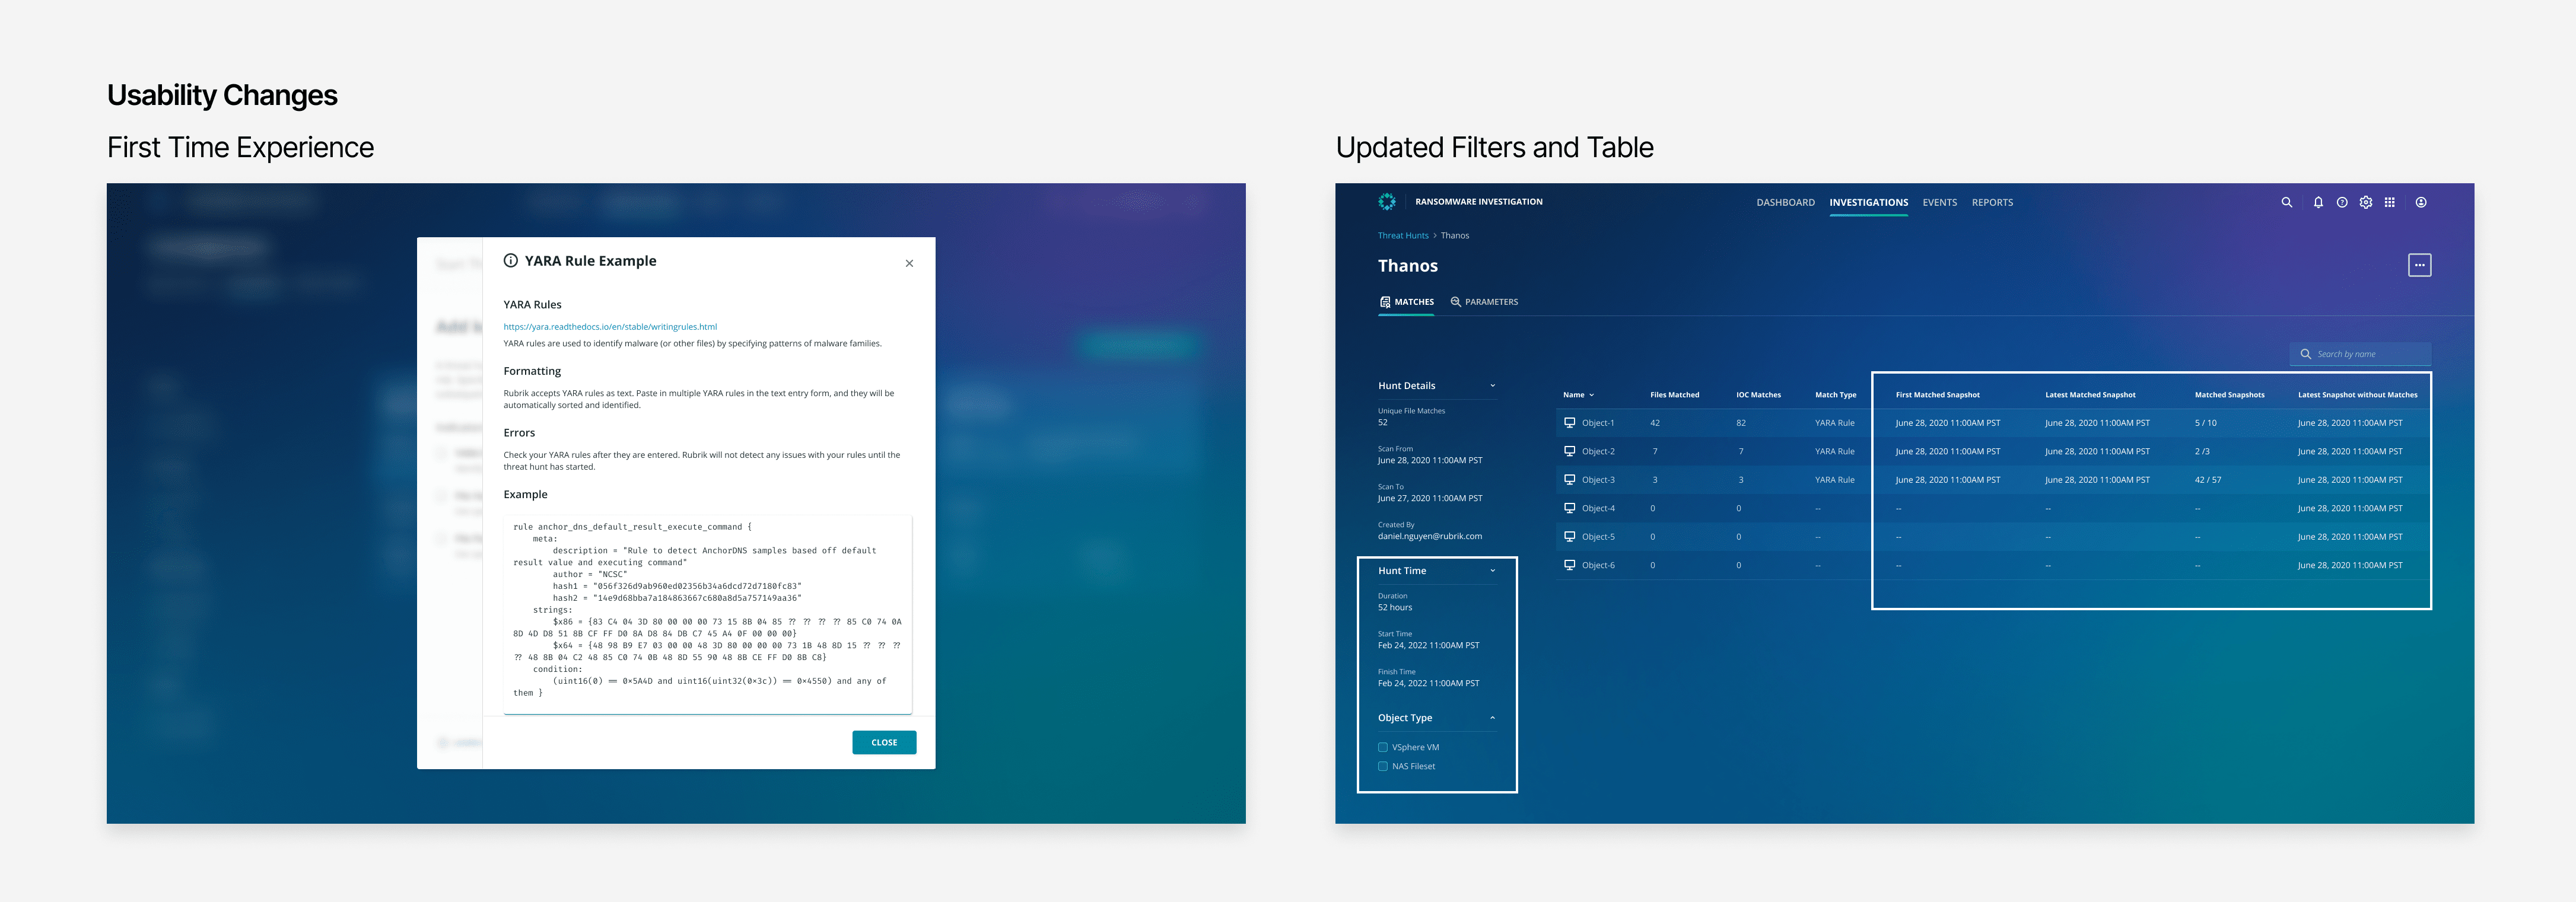 Usability Changes
First Time Experience
YARA Rule Example
YARA Rules
https://yara.readthedocs.io/en/stable/writingrules.html
YARA rules are used to identify malware (or other files) by specifying patterns of malware families.
Formatting
Rubrik accepts YARA rules as text. Paste in multiple YARA rules in the text entry form, and they will be
automatically sorted and identified.
Errors
Check your YARA rules after they are entered. Rubrik will not detect any issues with your rules until the
threat hunt has started.
Example
rule anchor_dns_default_result_execute_command {
meta:
description = "Rule to detect AnchorDNS samples based off default
result value and executing command"
author = "NCSC"
hash1 = "056f326d9ab960ed02356b34a6dcd72d7180fc83"
hash2 = "14e9d68bba7a184863667c680a8d5a757149aa36"
strings:
$x86 = {83 C4 04 3D 80 00 00 00 73 15 8B 04 85 ?? ?? ?? ?? 85 C0 74 0A
8D 4D D8 51 8B CF FF D0 8A D8 84 DB C7 45 A4 0F 00 00 00}
$x64 = {48 98 B9 E7 03 00 00 48 3D 80 00 00 00 73 1B 48 8D 15 ?? ?? ??
?? 48 8B 04 C2 48 85 C0 74 0B 48 8D 55 90 48 8B CE FF D0 8B C8}
condition:
(uint16(0) == 0×5A4D and uint16(uint32(0×3c)) == 0×4550) and any of
them }
CLOSE
Updated Filters and Table
RANSOMWARE INVESTIGATION
DASHBOARD INVESTIGATIONS EVENTS REPORTS
Threat Hunts > Thanos
Thanos
MATCHES PARAMETERS
Search by name
Hunt Details
Unique File Matches
52
Scan From
June 28, 2020 11:00AM PST
Scan To
June 27, 2020 11:00AM PST
Created By
daniel.nguyen@rubrik.com
Hunt Time
Duration
52 hours
Start Time
Feb 24, 2022 11:00AM PST
Finish Time
Feb 24, 2022 11:00AM PST
Object Type
VSphere VM
NAS Fileset
Name Files Matched IOC Matches Match Type First Matched Snapshot Latest Matched Snapshot Matched Snapshots Latest Snapshot without Matches
Object-1 42 82 YARA Rule June 28, 2020 11:00AM PST June 28, 2020 11:00AM PST 5 / 10 June 28, 2020 11:00AM PST
Object-2 7 7 YARA Rule June 28, 2020 11:00AM PST June 28, 2020 11:00AM PST 2 /3 June 28, 2020 11:00AM PST
Object-3 3 3 YARA Rule June 28, 2020 11:00AM PST June 28, 2020 11:00AM PST 42 / 57 June 28, 2020 11:00AM PST
Object-4 0 0 -- -- -- -- June 28, 2020 11:00AM PST
Object-5 0 0 -- -- -- -- June 28, 2020 11:00AM PST
Object-6 0 0 -- -- -- -- June 28, 2020 11:00AM PST